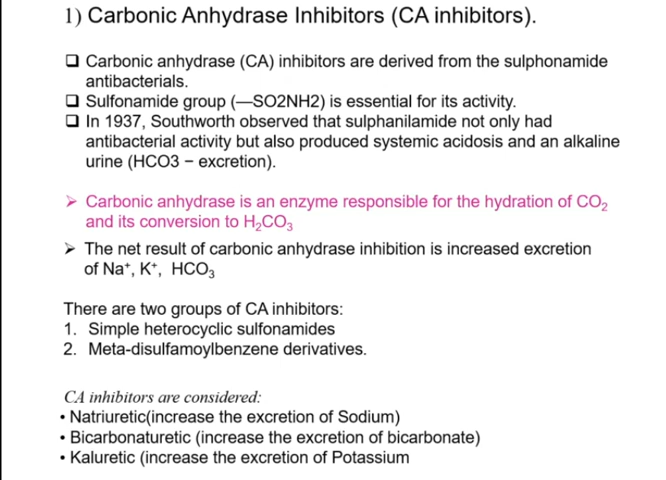 1) Carbonic Anhydrase Inhibitors (CA inhibitors).
❑ Carbonic anhydrase (CA) inhibitors are derived from the sulphonamide
antibacterials.
❑ Sulfonamide group (—SO2NH2) is essential for its activity.
❑ In 1937, Southworth observed that sulphanilamide not only had
antibacterial activity but also produced systemic acidosis and an alkaline
urine (HCO3 − excretion).
➢ Carbonic anhydrase is an enzyme responsible for the hydration of CO₂
and its conversion to H₂CO₃
➢ The net result of carbonic anhydrase inhibition is increased excretion
of Na⁺, K⁺, HCO₃
There are two groups of CA inhibitors:
1. Simple heterocyclic sulfonamides
2. Meta-disulfamoylbenzene derivatives.
CA inhibitors are considered:
• Natriuretic(increase the excretion of Sodium)
• Bicarbonaturetic (increase the excretion of bicarbonate)
• Kaluretic (increase the excretion of Potassium